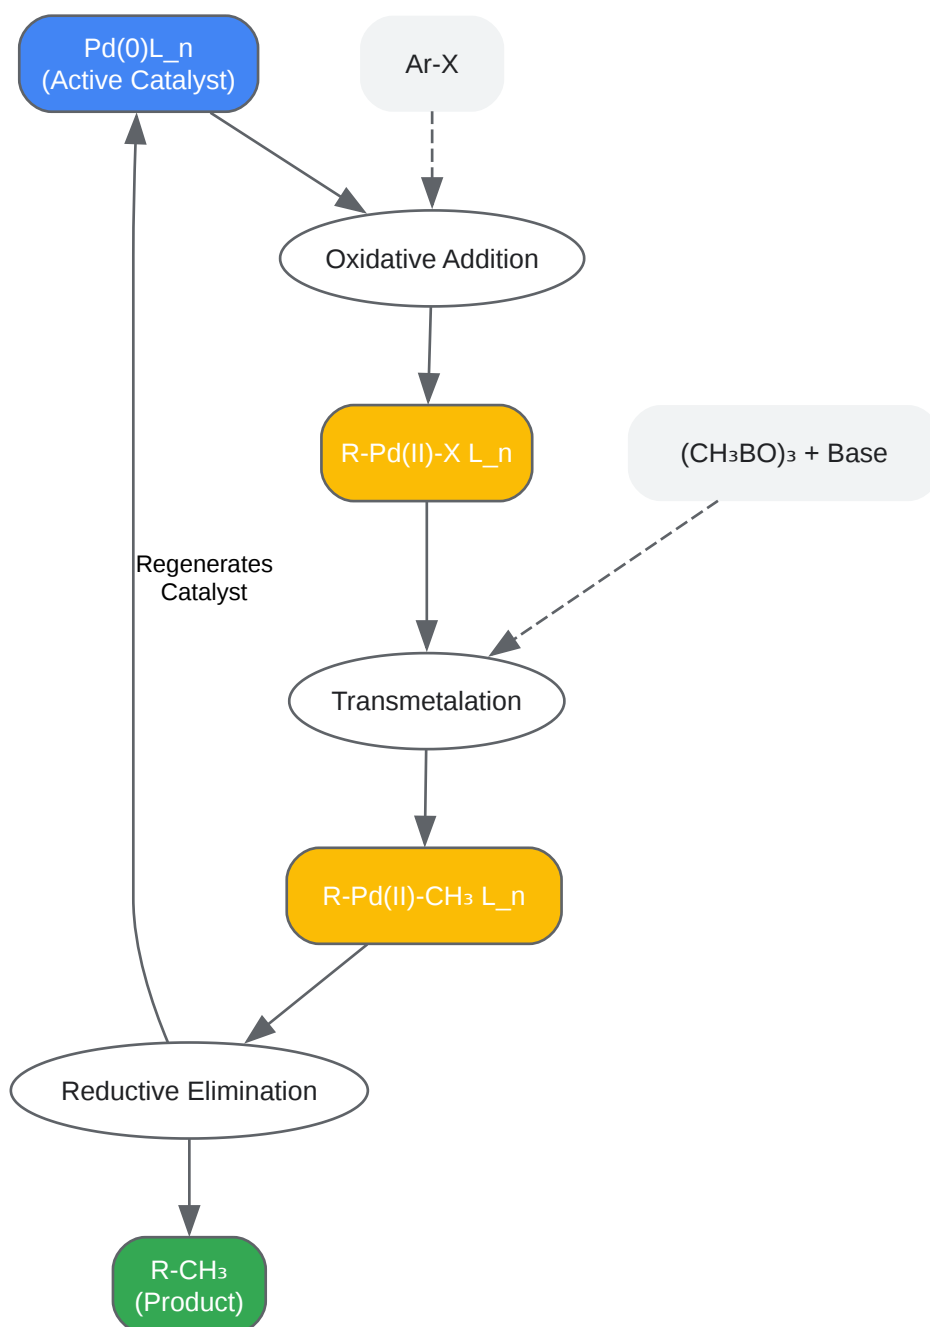 Pd(0)L_n
(Active Catalyst)
Ar-X
Oxidative Addition
R-Pd(II)-X L_n
(CH₃BO)₃ + Base
Regenerates
Catalyst
Transmetalation
R-Pd(II)-CH₃ L_n
Reductive Elimination
R-CH₃
(Product)